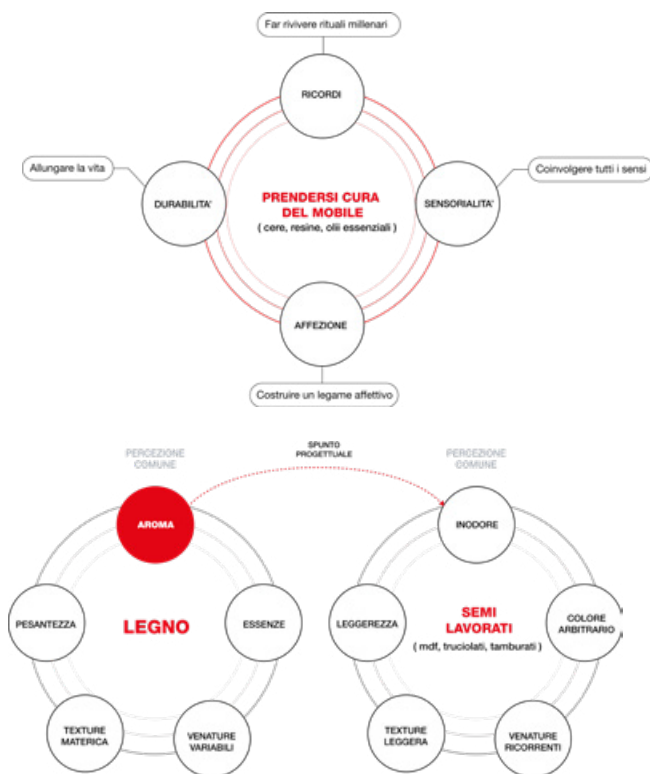 Far rivivere rituali millenari
RICORDI
Allungare la vita
Coinvolgere tutti i sensi
DURABILITA'
PRENDERSI CURA
DEL MOBILE
( cere, resine, olii essenziali )
SENSORIALITA'
AFFEZIONE
Costruire un legame affettivo
PERCEZIONE
COMUNE
SPUNTO
PROGETTUALE
PERCEZIONE
COMUNE
AROMA
INODORE
PESANTEZZA
LEGNO
ESSENZE
LEGGEREZZA
SEMI
LAVORATI
( mdf, truciolati, tamburati )
COLORE
ARBITRARIO
TEXTURE
MATERICA
VENATURE
VARIABILI
TEXTURE
LEGGERA
VENATURE
RICORRENTI